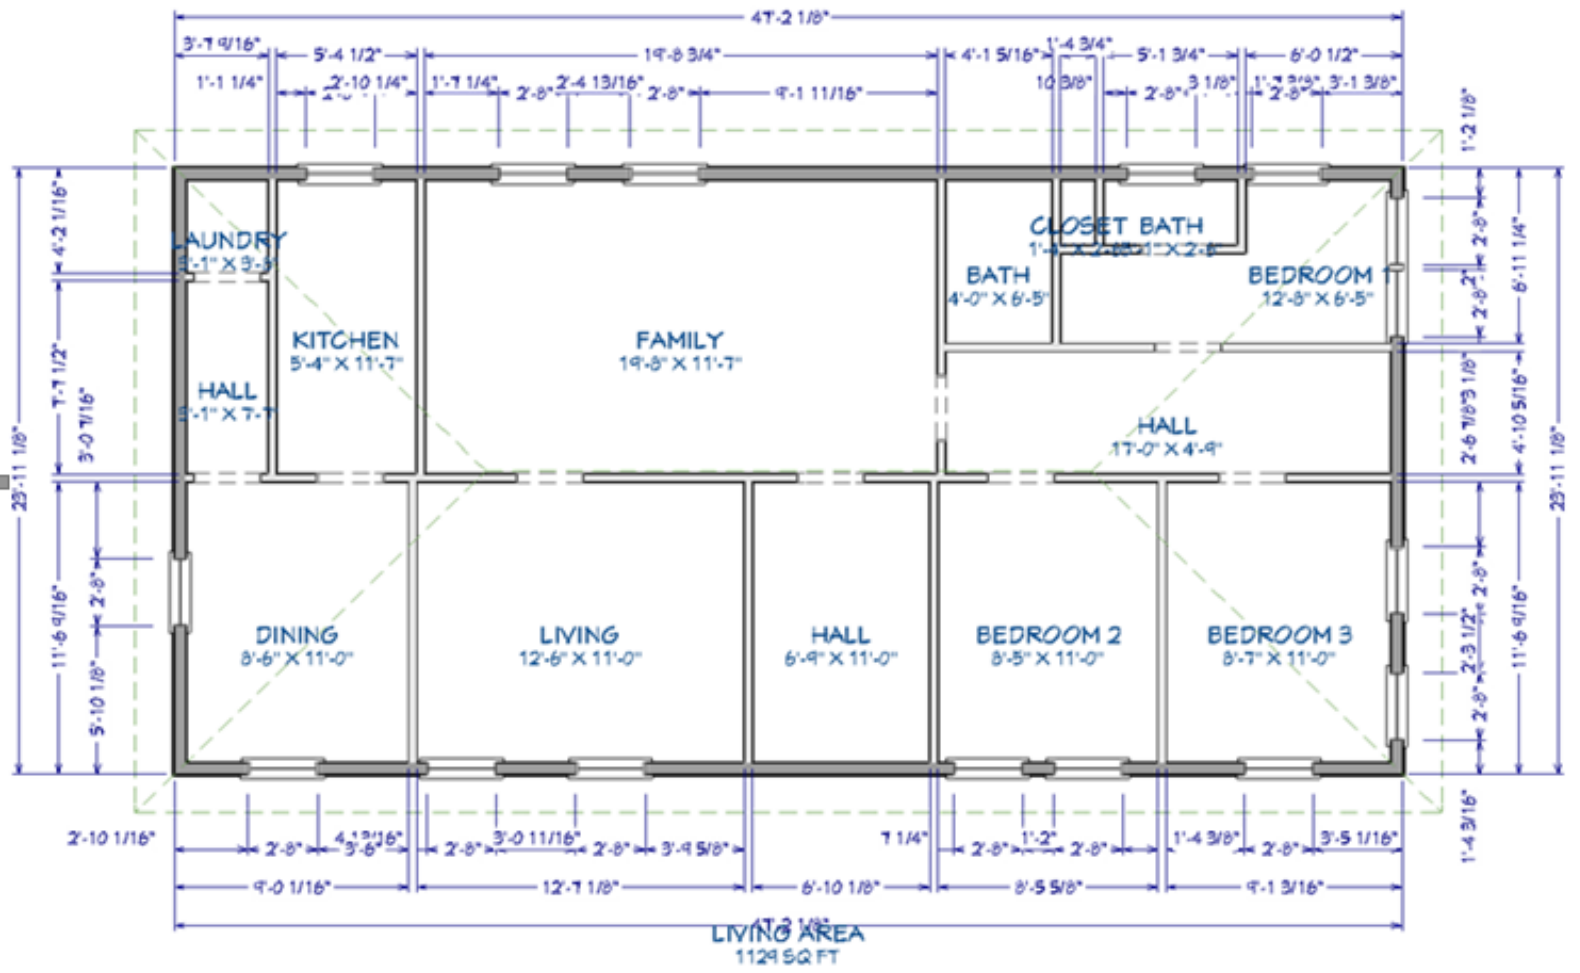 47'-2 1/8"
3'-7 9/16"
5'-4 1/2"
19'-8 3/4"
4'-1 5/16"
1'-4 3/4"
5'-1 3/4"
6'-0 1/2"
1'-1 1/4"
2'-10 1/4"
1'-7 1/4"
2'-8"
2'-4 13/16"
2'-8"
9'-1 11/16"
10 3/8"
2'-8"
3 1/8"
2'-8"
3'-1 3/8"
1'-2 1/8"
4'-2 1/16"
7'-7 1/2"
3'-0 7/16"
23'-11 1/8"
11'-6 9/16"
2'-8"
5'-10 1/8"
LAUNDRY
HALL
KITCHEN
5'-4" X 11'-7"
FAMILY
19'-8" X 11'-7"
BATH
4'-0" X 6'-5"
CLOSET BATH
BEDROOM 1
12'-8" X 6'-5"
HALL
17'-0" X 4'-9"
DINING
8'-6" X 11'-0"
LIVING
12'-6" X 11'-0"
HALL
6'-9" X 11'-0"
BEDROOM 2
8'-5" X 11'-0"
BEDROOM 3
8'-7" X 11'-0"
2'-8"
2'-8"
6'-11 1/4"
4'-10 5/16"
23'-11 1/8"
2'-8"
2'-3 1/2"
2'-8"
11'-6 9/16"
1'-4 3/16"
2'-10 1/16"
2'-8"
3'-6"
2'-8"
3'-0 11/16"
2'-8"
3'-9 5/8"
7 1/4"
2'-8"
1'-2"
2'-8"
1'-4 3/8"
2'-8"
3'-5 1/16"
9'-0 1/16"
12'-7 1/8"
6'-10 1/8"
8'-5 5/8"
9'-1 3/16"
47'-2 1/8"
LIVING AREA
1129 SQ FT